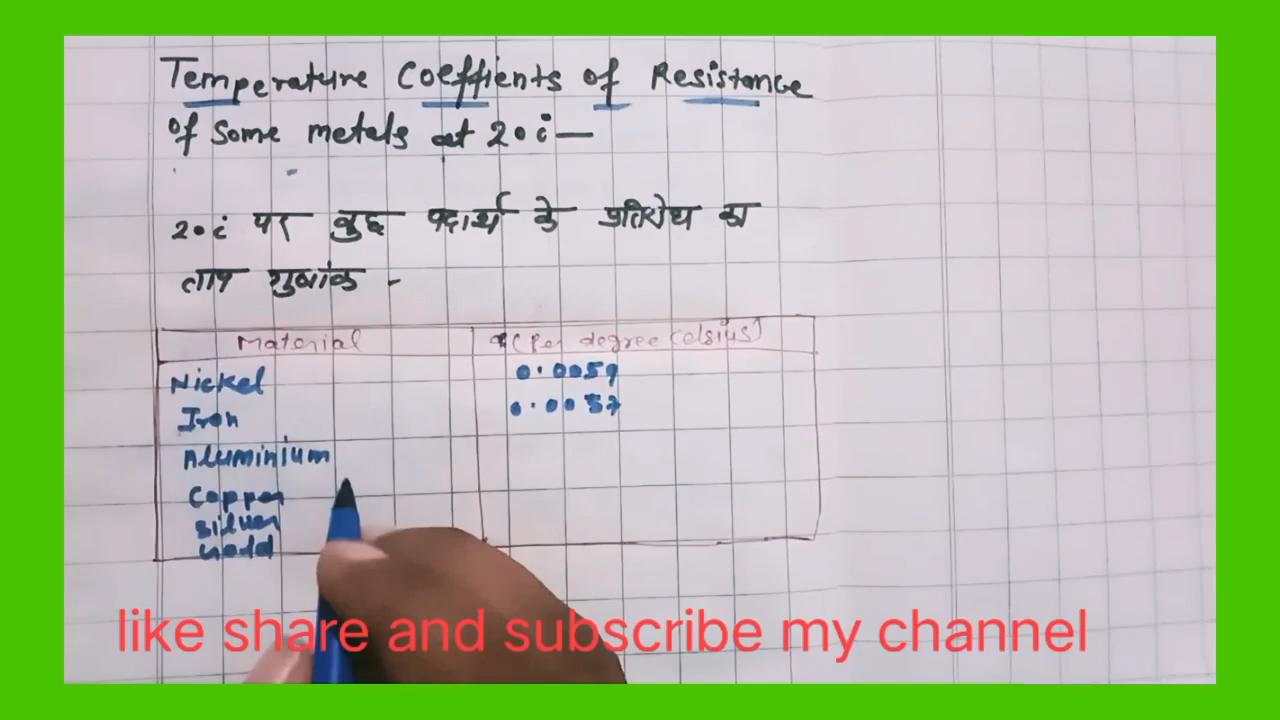 Temperature Coeffients of Resistance
of Some metals at 20°c—
20°c पर कुछ पदार्थ के प्रतिरोध का
ताप गुणांक -
Material α(Per degree Celsius)
Nickel 0.0059
Iron 0.0057
Aluminium
Copper
Silver
Gold
like share and subscribe my channel